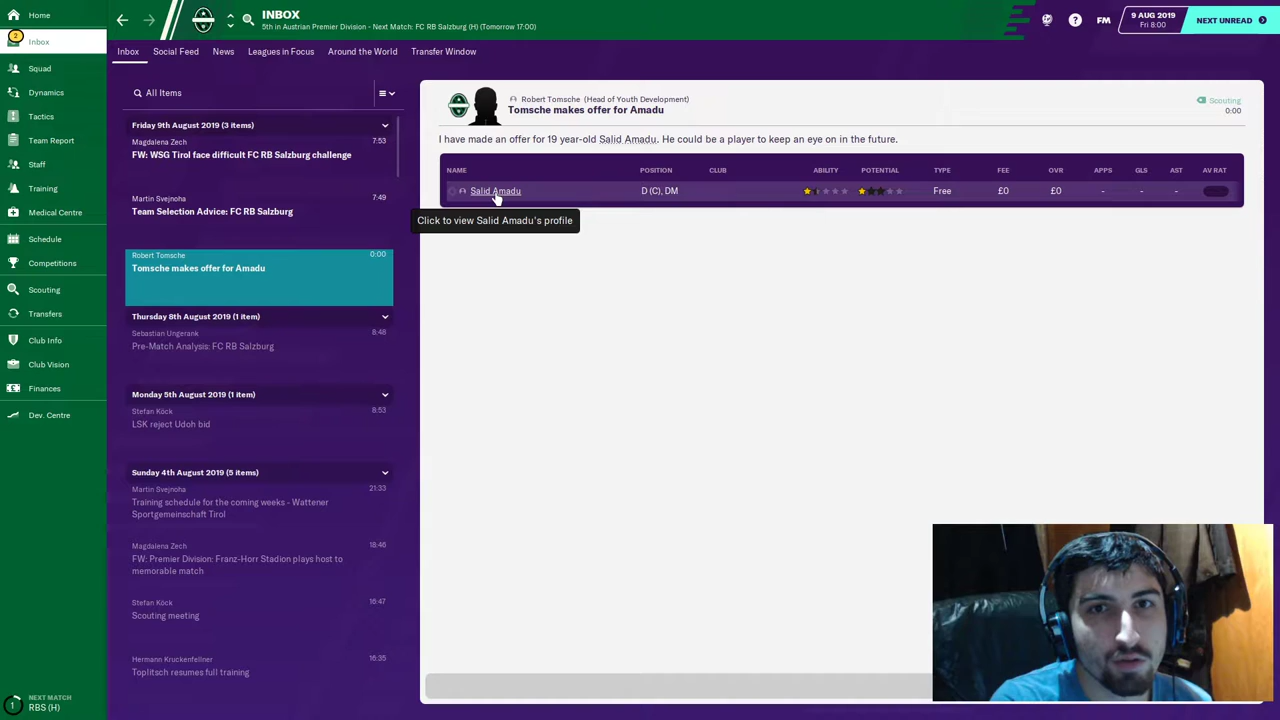 Home
INBOX
5th in Austrian Premier Division - Next Match: FC RB Salzburg (H) (Tomorrow 17:00)
FM
9 AUG 2019
Fri 8:00
NEXT UNREAD
2
Inbox
Squad
Dynamics
Tactics
Team Report
Staff
Training
Medical Centre
Schedule
Competitions
Scouting
Transfers
Club Info
Club Vision
Finances
Dev. Centre
1
NEXT MATCH
RBS (H)
Inbox Social Feed News Leagues in Focus Around the World Transfer Window
All Items
Friday 9th August 2019 (3 items)
Magdalena Zech 7:53
FW: WSG Tirol face difficult FC RB Salzburg challenge
Martin Svejnoha 7:49
Team Selection Advice: FC RB Salzburg
Robert Tomsche 0:00
Tomsche makes offer for Amadu
Thursday 8th August 2019 (1 item)
Sebastian Ungerank 8:48
Pre-Match Analysis: FC RB Salzburg
Monday 5th August 2019 (1 item)
Stefan Köck 8:53
LSK reject Udoh bid
Sunday 4th August 2019 (5 items)
Martin Svejnoha 21:33
Training schedule for the coming weeks - Wattener
Sportgemeinschaft Tirol
Magdalena Zech 18:46
FW: Premier Division: Franz-Horr Stadion plays host to
memorable match
Stefan Köck 16:47
Scouting meeting
Hermann Kruckenfellner 16:35
Toplitsch resumes full training
Robert Tomsche (Head of Youth Development)
Tomsche makes offer for Amadu
Scouting
0:00
I have made an offer for 19 year-old Salid Amadu. He could be a player to keep an eye on in the future.
NAME POSITION CLUB ABILITY POTENTIAL TYPE FEE OVR APPS GLS AST AV RAT
Salid Amadu D (C), DM Free £0 £0 - - -
Click to view Salid Amadu's profile